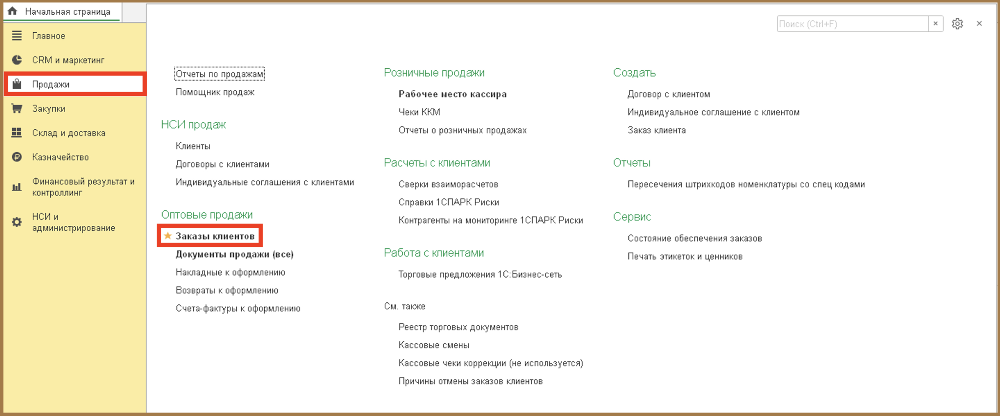 Начальная страница
Поиск (Ctrl+F)
Главное
CRM и маркетинг
Продажи
Закупки
Склад и доставка
Казначейство
Финансовый результат и
контроллинг
НСИ и
администрирование
Отчеты по продажам
Помощник продаж
НСИ продаж
Клиенты
Договоры с клиентами
Индивидуальные соглашения с клиентами
Оптовые продажи
Заказы клиентов
Документы продажи (все)
Накладные к оформлению
Возвраты к оформлению
Счета-фактуры к оформлению
Розничные продажи
Рабочее место кассира
Чеки ККМ
Отчеты о розничных продажах
Расчеты с клиентами
Сверки взаиморасчетов
Справки 1СПАРК Риски
Контрагенты на мониторинге 1СПАРК Риски
Работа с клиентами
Торговые предложения 1С:Бизнес-сеть
См. также
Реестр торговых документов
Кассовые смены
Кассовые чеки коррекции (не используется)
Причины отмены заказов клиентов
Создать
Договор с клиентом
Индивидуальное соглашение с клиентом
Заказ клиента
Отчеты
Пересечения штрихкодов номенклатуры со спец кодами
Сервис
Состояние обеспечения заказов
Печать этикеток и ценников